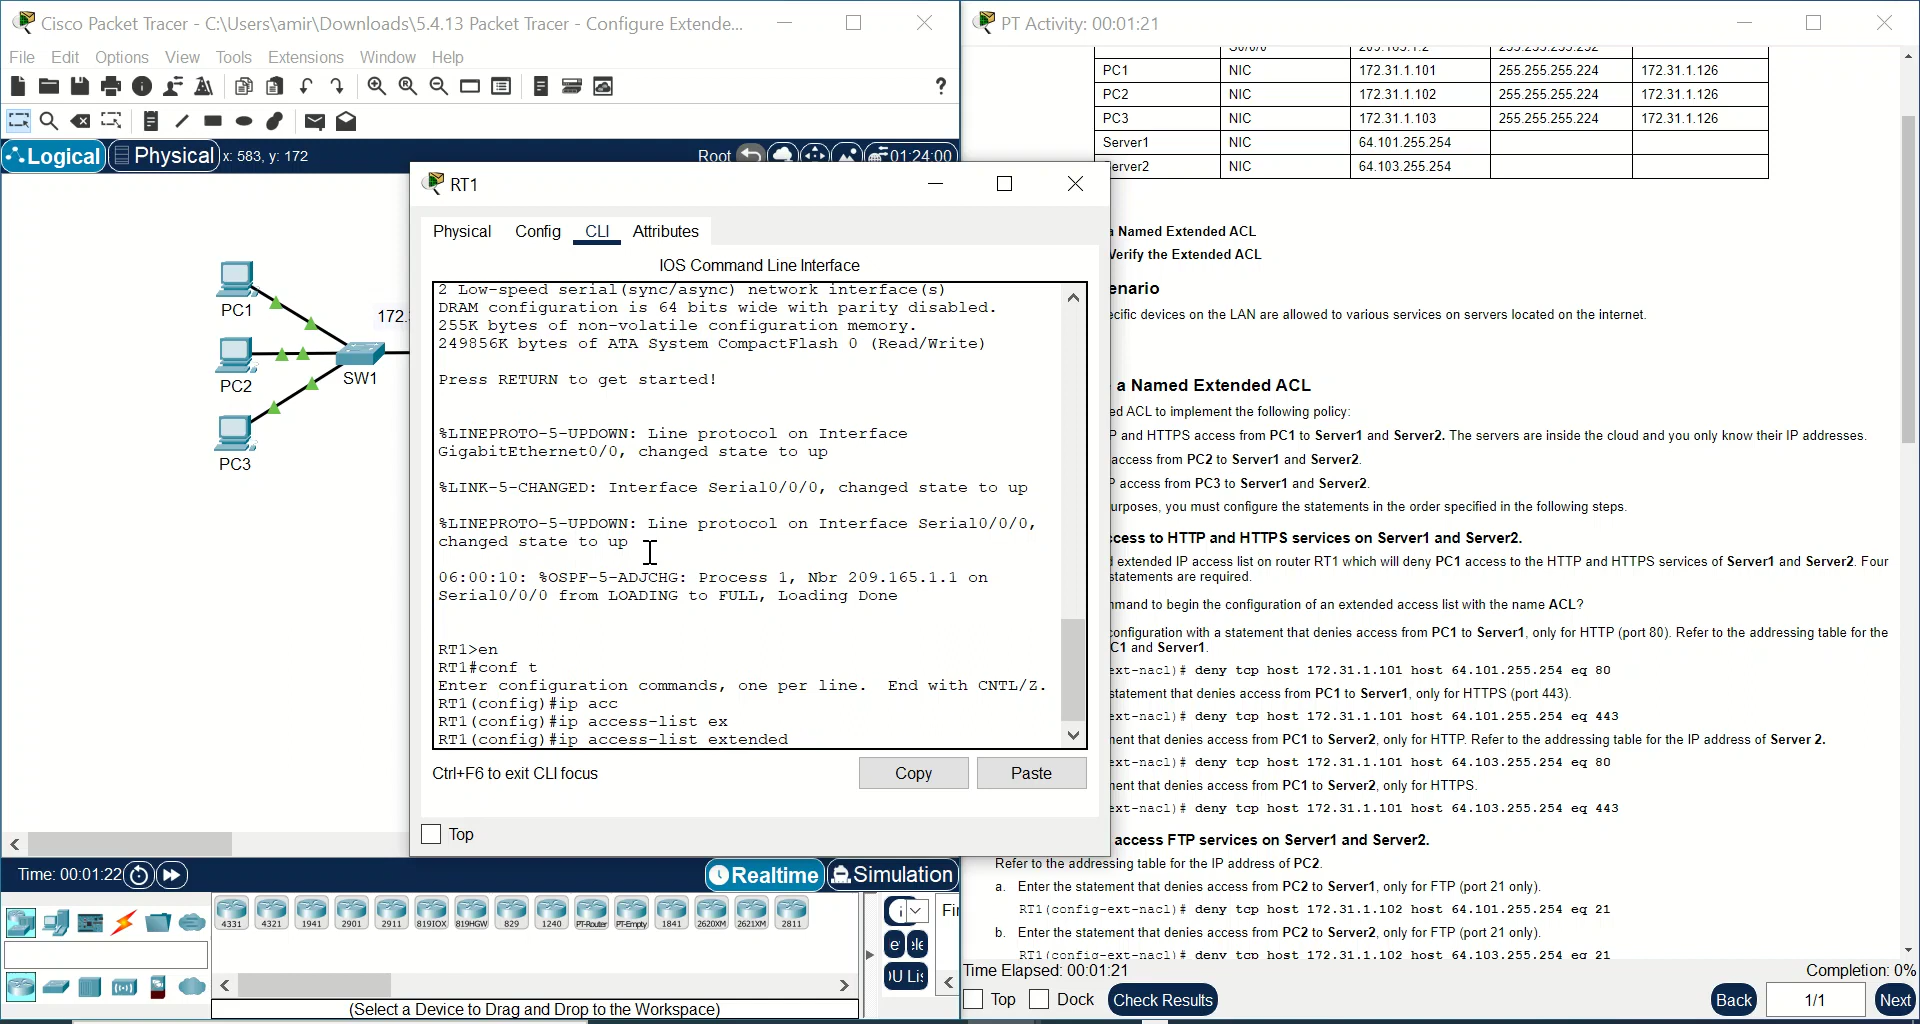 Cisco Packet Tracer - C:\Users\amir\Downloads\5.4.13 Packet Tracer - Configure Extende...
File Edit Options View Tools Extensions Window Help
Logical Physical x: 583, y: 172
Root 01:24:00
PC1
PC2
PC3
SW1
172.
RT1
Physical Config CLI Attributes
IOS Command Line Interface
2 Low-speed serial(sync/async) network interface(s)
DRAM configuration is 64 bits wide with parity disabled.
255K bytes of non-volatile configuration memory.
249856K bytes of ATA System CompactFlash 0 (Read/Write)
Press RETURN to get started!
%LINEPROTO-5-UPDOWN: Line protocol on Interface
GigabitEthernet0/0, changed state to up
%LINK-5-CHANGED: Interface Serial0/0/0, changed state to up
%LINEPROTO-5-UPDOWN: Line protocol on Interface Serial0/0/0,
changed state to up
06:00:10: %OSPF-5-ADJCHG: Process 1, Nbr 209.165.1.1 on
Serial0/0/0 from LOADING to FULL, Loading Done
RT1>en
RT1#conf t
Enter configuration commands, one per line. End with CNTL/Z.
RT1(config)#ip acc
RT1(config)#ip access-list ex
RT1(config)#ip access-list extended
Ctrl+F6 to exit CLI focus
Copy Paste
Top
Time: 00:01:22
Realtime Simulation
4331 4321 1941 2901 2911 819IOX 819HGW 829 1240 PT-Router PT-Empty 1841 2620XM 2621XM 2811
(Select a Device to Drag and Drop to the Workspace)
PT Activity: 00:01:21
S0/0/0 209.165.1.2 255.255.255.252
PC1 NIC 172.31.1.101 255.255.255.224 172.31.1.126
PC2 NIC 172.31.1.102 255.255.255.224 172.31.1.126
PC3 NIC 172.31.1.103 255.255.255.224 172.31.1.126
Server1 NIC 64.101.255.254
erver2 NIC 64.103.255.254
a Named Extended ACL
Verify the Extended ACL
enario
ecific devices on the LAN are allowed to various services on servers located on the internet.
a Named Extended ACL
ed ACL to implement the following policy:
P and HTTPS access from PC1 to Server1 and Server2. The servers are inside the cloud and you only know their IP addresses.
access from PC2 to Server1 and Server2.
P access from PC3 to Server1 and Server2.
urposes, you must configure the statements in the order specified in the following steps.
cess to HTTP and HTTPS services on Server1 and Server2.
d extended IP access list on router RT1 which will deny PC1 access to the HTTP and HTTPS services of Server1 and Server2. Four
statements are required.
mmand to begin the configuration of an extended access list with the name ACL?
onfiguration with a statement that denies access from PC1 to Server1, only for HTTP (port 80). Refer to the addressing table for the
C1 and Server1.
ext-nacl)# deny tcp host 172.31.1.101 host 64.101.255.254 eq 80
statement that denies access from PC1 to Server1, only for HTTPS (port 443).
ext-nacl)# deny tcp host 172.31.1.101 host 64.101.255.254 eq 443
ment that denies access from PC1 to Server2, only for HTTP. Refer to the addressing table for the IP address of Server 2.
ext-nacl)# deny tcp host 172.31.1.101 host 64.103.255.254 eq 80
ment that denies access from PC1 to Server2, only for HTTPS.
ext-nacl)# deny tcp host 172.31.1.101 host 64.103.255.254 eq 443
access FTP services on Server1 and Server2.
Refer to the addressing table for the IP address of PC2.
a. Enter the statement that denies access from PC2 to Server1, only for FTP (port 21 only).
RT1(config-ext-nacl)# deny tcp host 172.31.1.102 host 64.101.255.254 eq 21
b. Enter the statement that denies access from PC2 to Server2, only for FTP (port 21 only).
RT1(config-ext-nacl)# deny tcp host 172.31.1.102 host 64.103.255.254 eq 21
Time Elapsed: 00:01:21
Completion: 0%
Top Dock Check Results
Back 1/1 Next